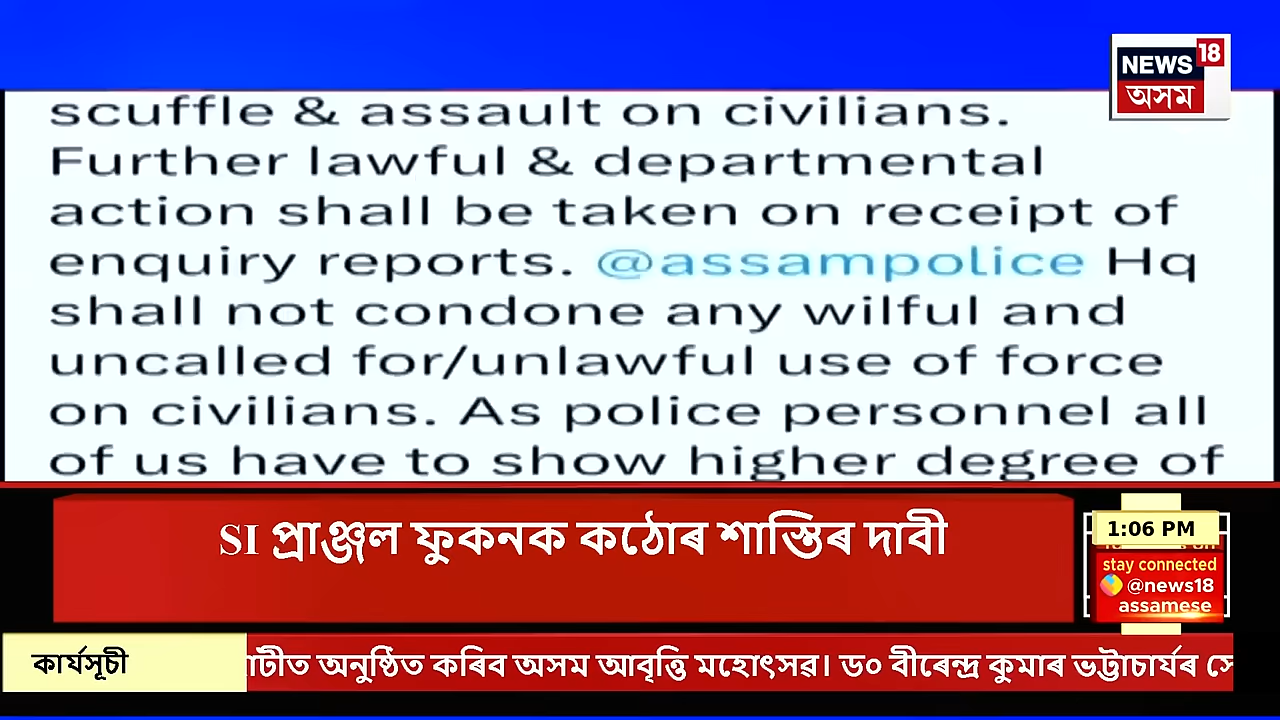 NEWS 18
অসম
scuffle & assault on civilians.
Further lawful & departmental
action shall be taken on receipt of
enquiry reports. @assampolice Hq
shall not condone any wilful and
uncalled for/unlawful use of force
on civilians. As police personnel all
of us have to show higher degree of
SI প্ৰাঞ্জল ফুকনক কঠোৰ শাস্তিৰ দাবী
1:06 PM
stay connected
@news18
assamese
কাৰ্যসূচী
অনুষ্ঠিত কৰিব অসম আবৃত্তি মহোৎসৱ। ড০ বীৰেন্দ্ৰ কুমাৰ ভট্টাচাৰ্যৰ